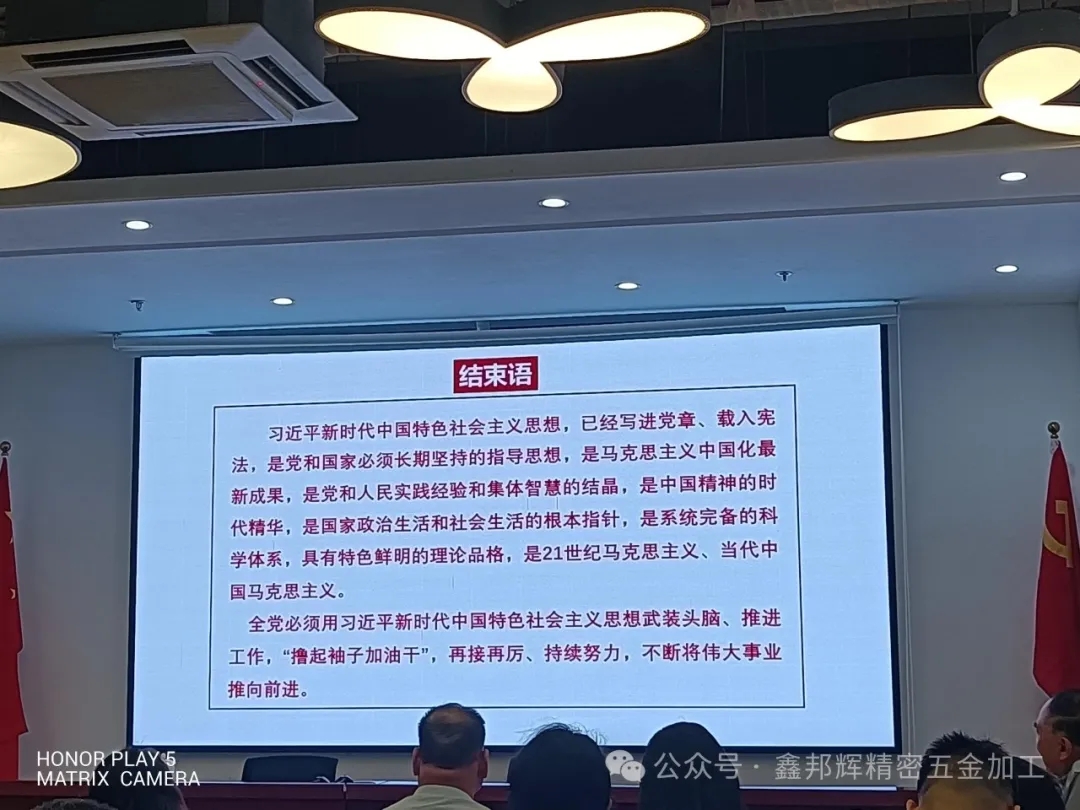 结束语
习近平新时代中国特色社会主义思想，已经写进党章、载入宪
法，是党和国家必须长期坚持的指导思想，是马克思主义中国化最
新成果，是党和人民实践经验和集体智慧的结晶，是中国精神的时
代精华，是国家政治生活和社会生活的根本指针，是系统完备的科
学体系，具有特色鲜明的理论品格，是21世纪马克思主义、当代中
国马克思主义。
全党必须用习近平新时代中国特色社会主义思想武装头脑、推进
工作，“撸起袖子加油干”，再接再厉、持续努力，不断将伟大事业
推向前进。
HONOR PLAY 5
MATRIX CAMERA
公众号 · 鑫邦辉精密五金加工